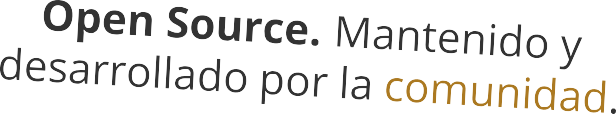 Open Source. Mantenido y
desarrollado por la comunidad.